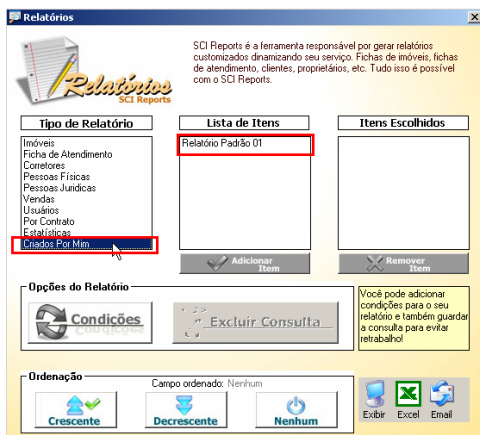 Relatórios
SCI Reports é a ferramenta responsável por gerar relatórios
customizados dinamizando seu serviço. Fichas de imóveis, fichas
de atendimento, clientes, proprietários, etc. Tudo isso é possível
com o SCI Reports.
Relatórios
SCI Reports
Tipo de Relatório
Imóveis
Ficha de Atendimento
Corretores
Pessoas Físicas
Pessoas Juridicas
Vendas
Usuários
Por Contrato
Estatísticas
Criados Por Mim
Lista de Itens
Relatório Padrão 01
Adicionar
Item
Itens Escolhidos
Remover
Item
Opções do Relatório
Condições
Excluir Consulta
Você pode adicionar
condições para o seu
relatório e também guardar
a consulta para evitar
retrabalho!
Ordenação
Campo ordenado: Nenhum
Crescente
Decrescente
Nenhum
Exibir
Excel
Email